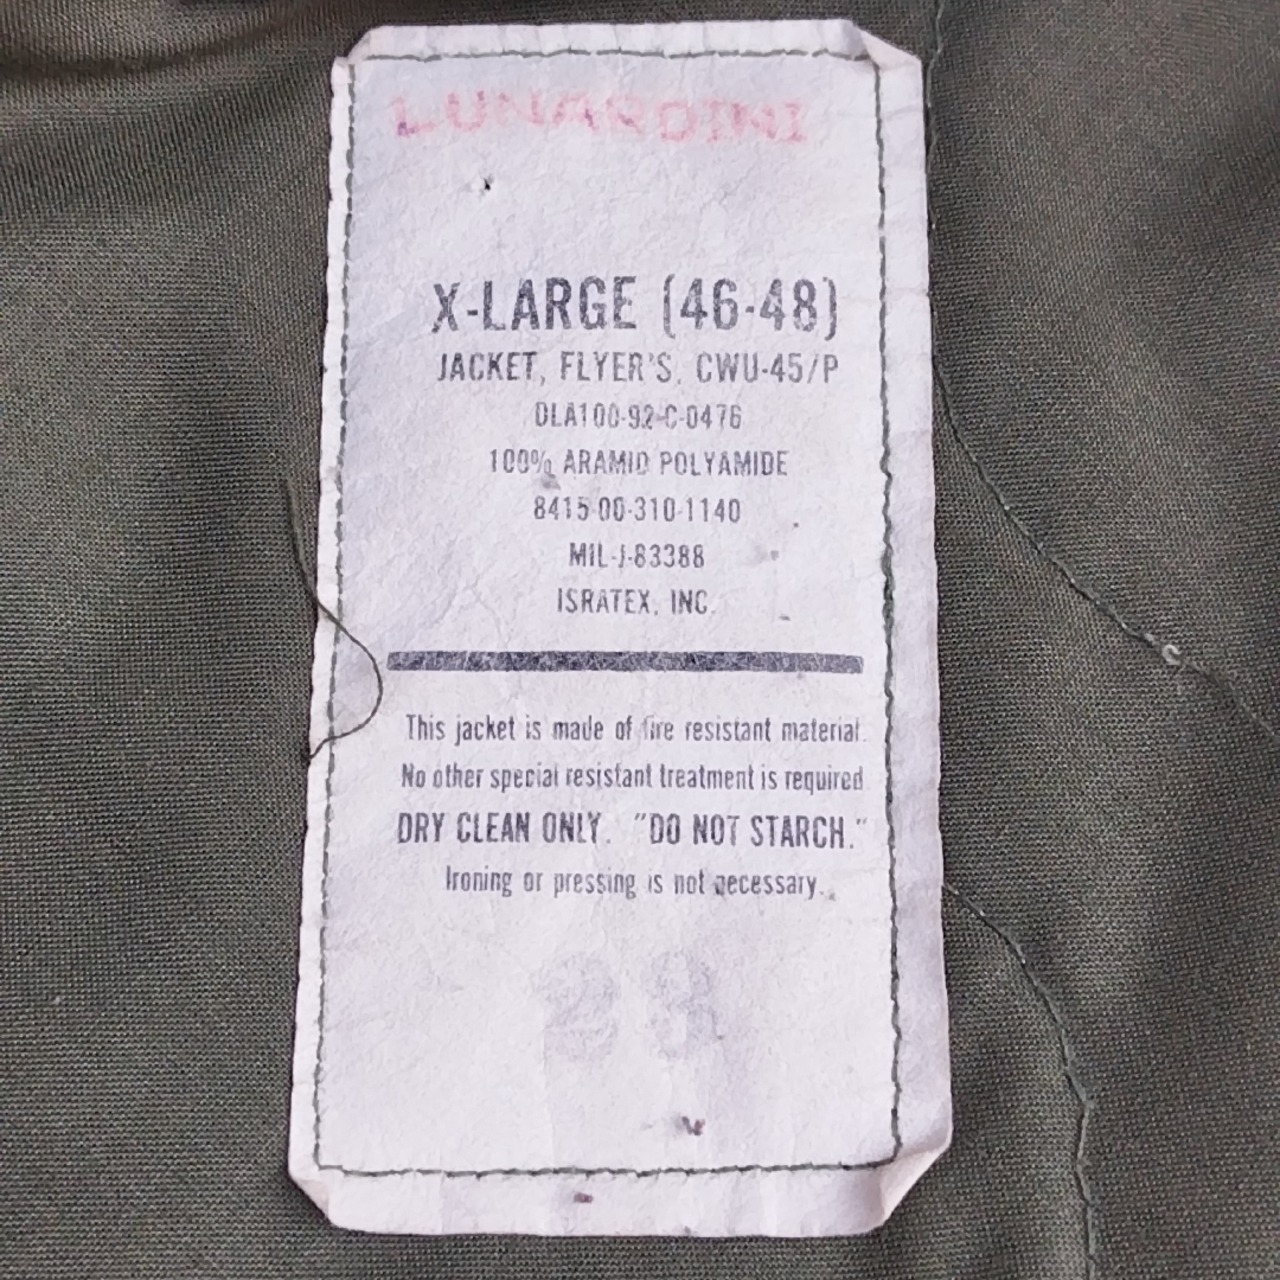 LUNARDINI
X-LARGE (46-48)
JACKET, FLYER'S, CWU-45/P
DLA100-92-C-0476
100% ARAMID POLYAMIDE
8415-00-310-1140
MIL-J-83388
ISRATEX, INC.
This jacket is made of fire resistant material.
No other special resistant treatment is required
DRY CLEAN ONLY. "DO NOT STARCH."
Ironing or pressing is not necessary.